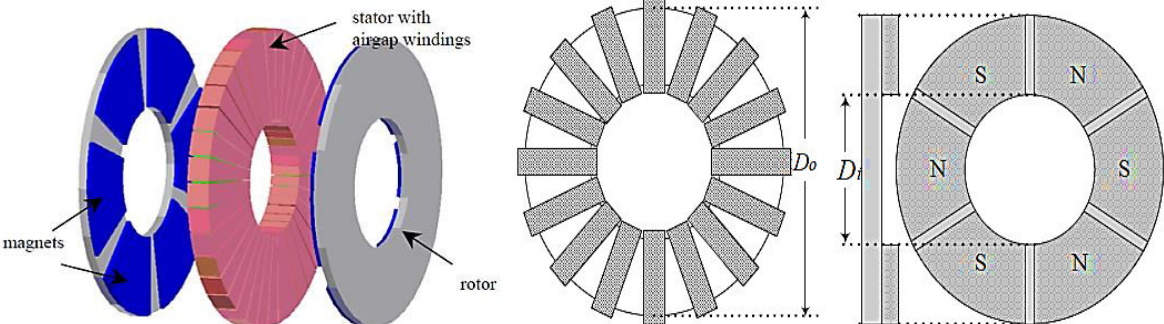 stator with
airgap windings
magnets
rotor
Do
Di
S
N
N
S
S
N